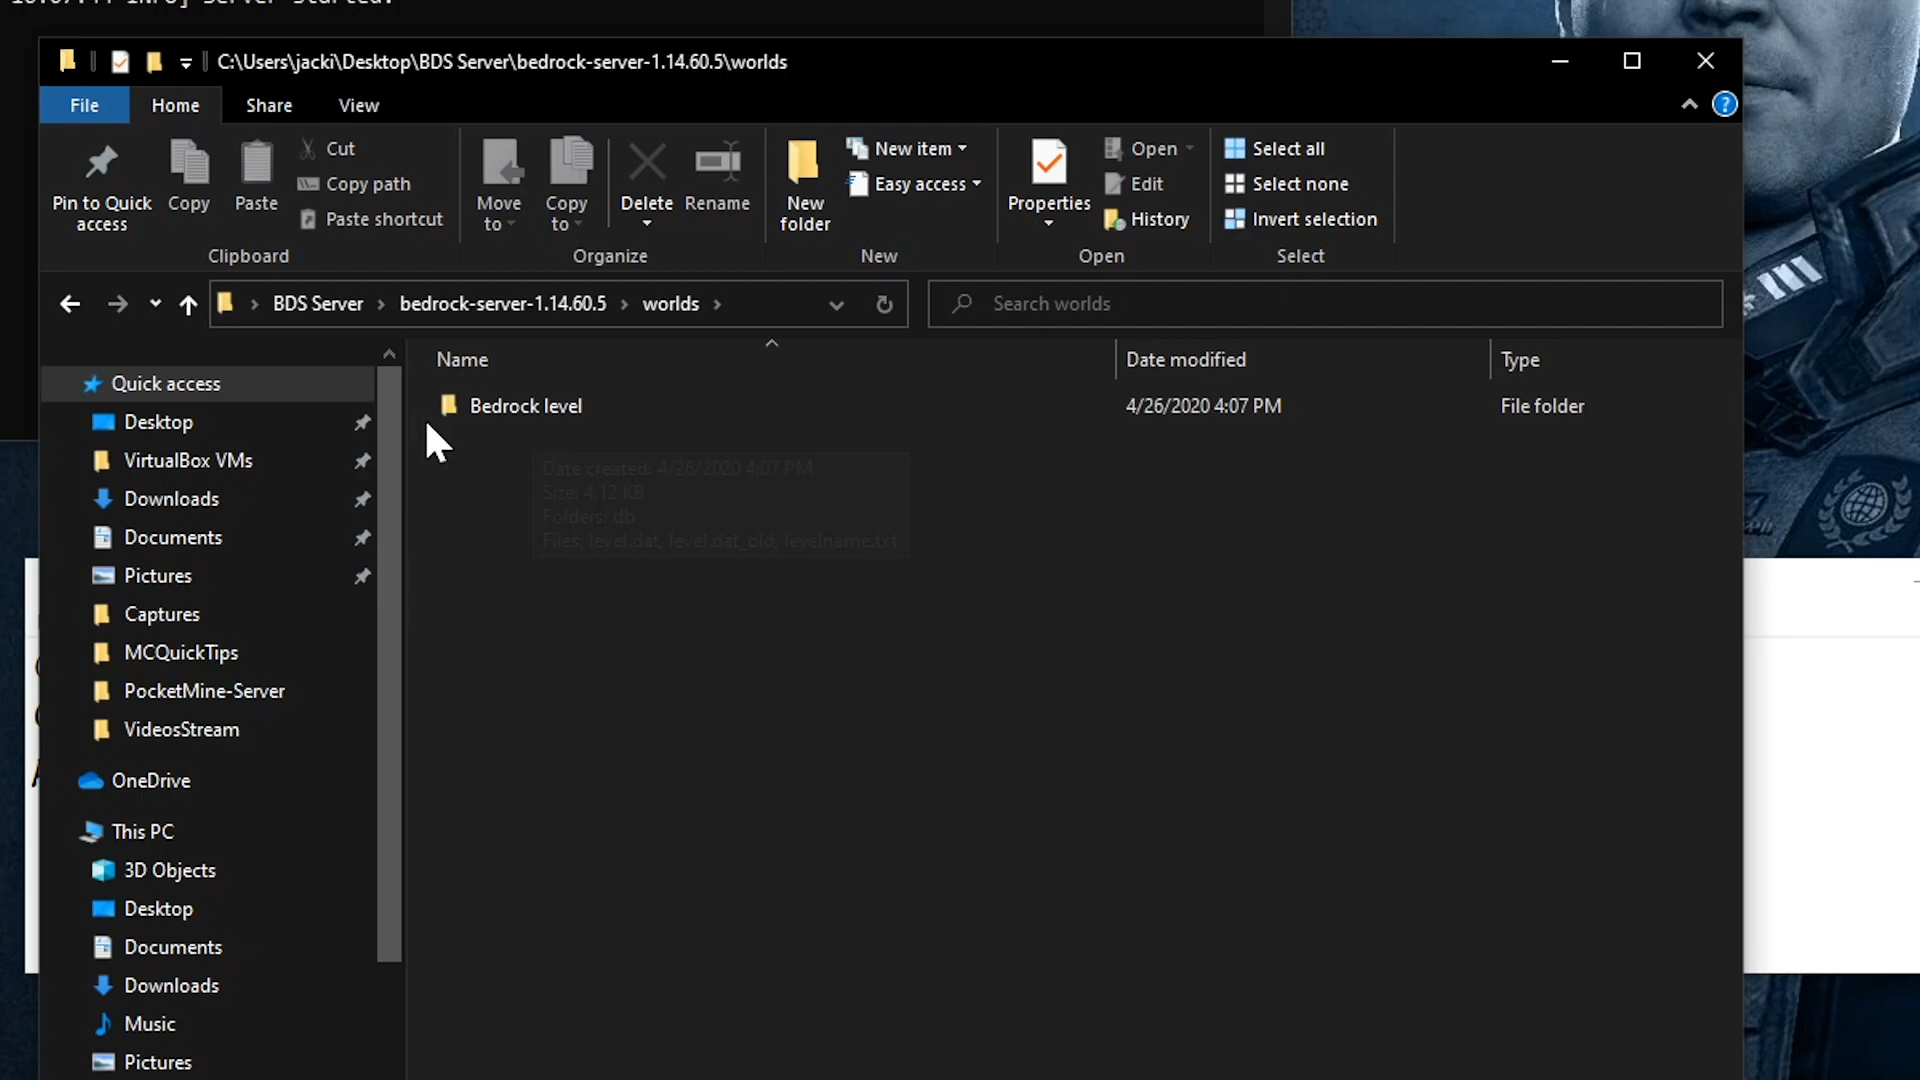 Server started.
C:\Users\jacki\Desktop\BDS Server\bedrock-server-1.14.60.5\worlds
File Home Share View
Pin to Quick access
Copy
Paste
Cut
Copy path
Paste shortcut
Clipboard
Move to
Copy to
Delete
Rename
Organize
New folder
New item
Easy access
New
Properties
Open
Edit
History
Open
Select all
Select none
Invert selection
Select
BDS Server > bedrock-server-1.14.60.5 > worlds >
Search worlds
Name Date modified Type
Bedrock level 4/26/2020 4:07 PM File folder
Date created: 4/26/2020 4:07 PM
Size: 4.12 KB
Folders: db
Files: level.dat, level.dat_old, levelname.txt
Quick access
Desktop
VirtualBox VMs
Downloads
Documents
Pictures
Captures
MCQuickTips
PocketMine-Server
VideosStream
OneDrive
This PC
3D Objects
Desktop
Documents
Downloads
Music
Pictures